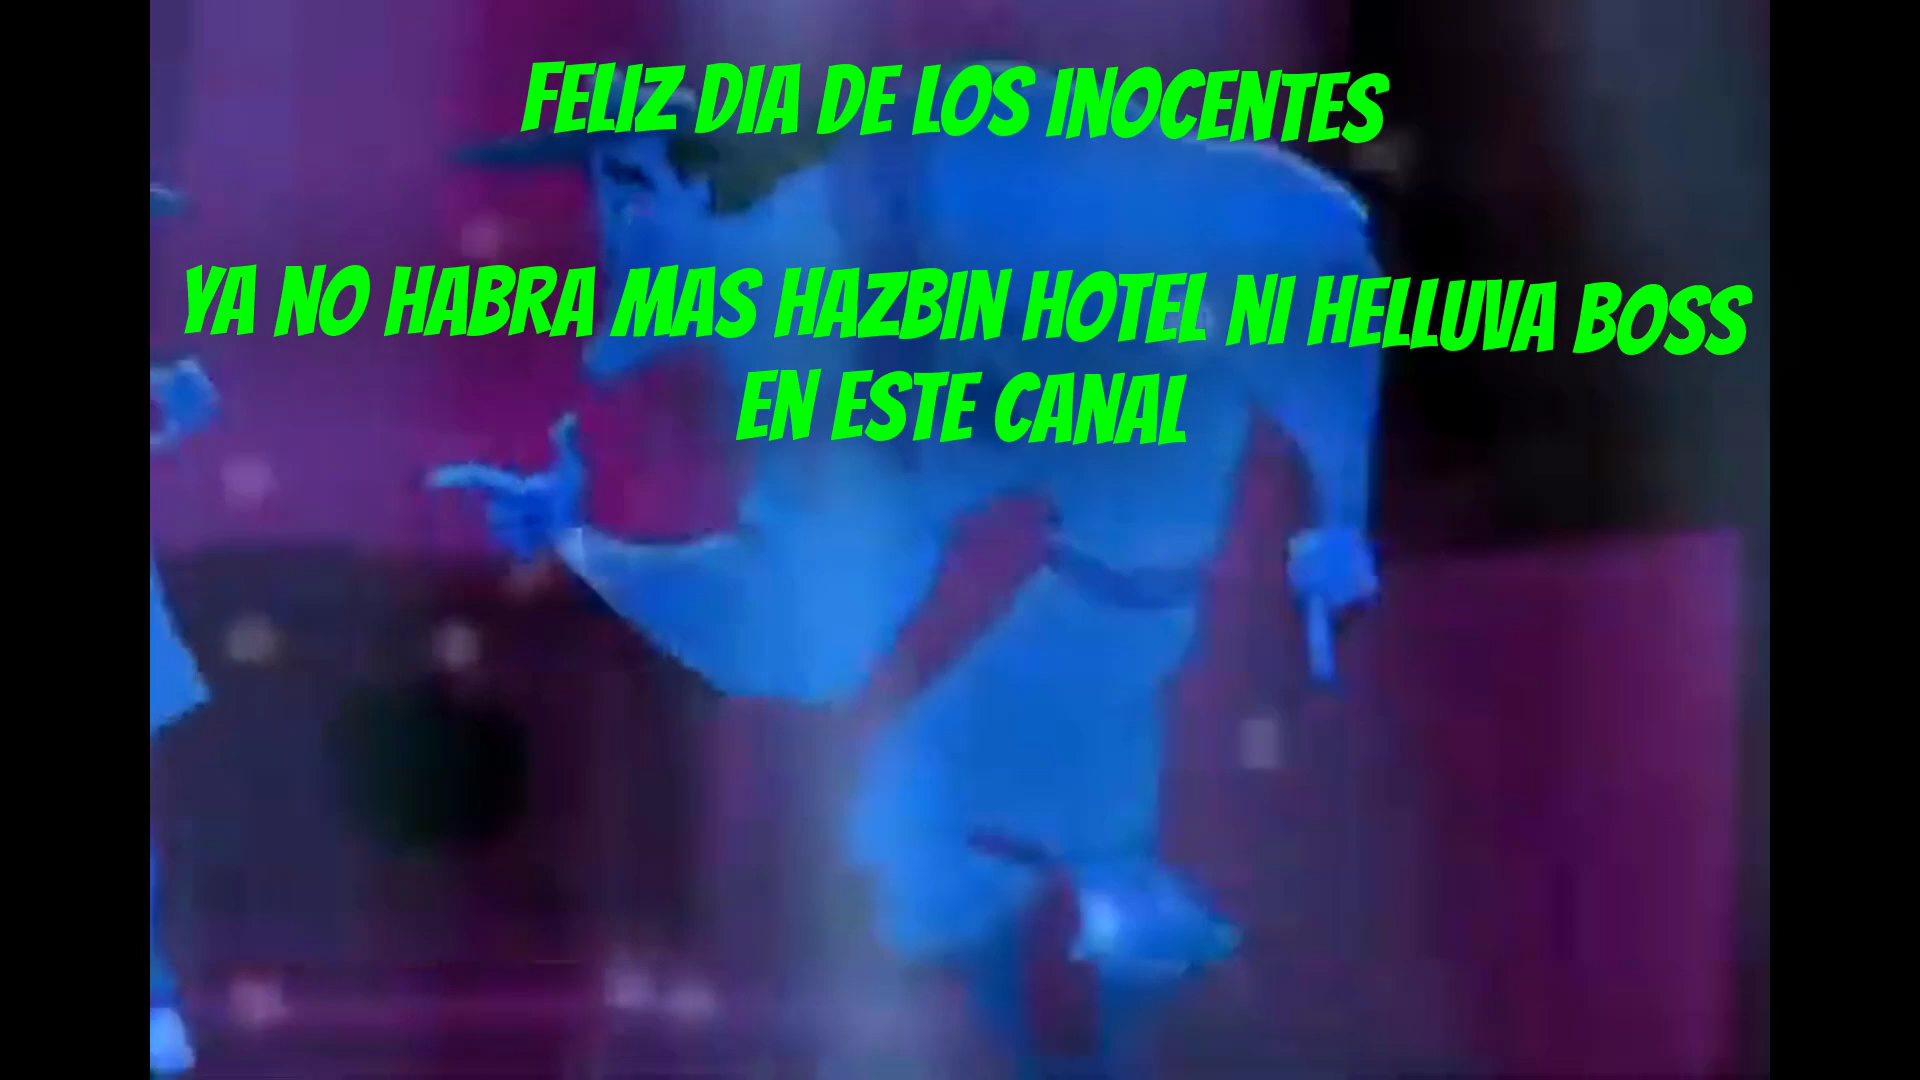 FELIZ DIA DE LOS INOCENTES
YA NO HABRA MAS HAZBIN HOTEL NI HELLUVA BOSS
EN ESTE CANAL